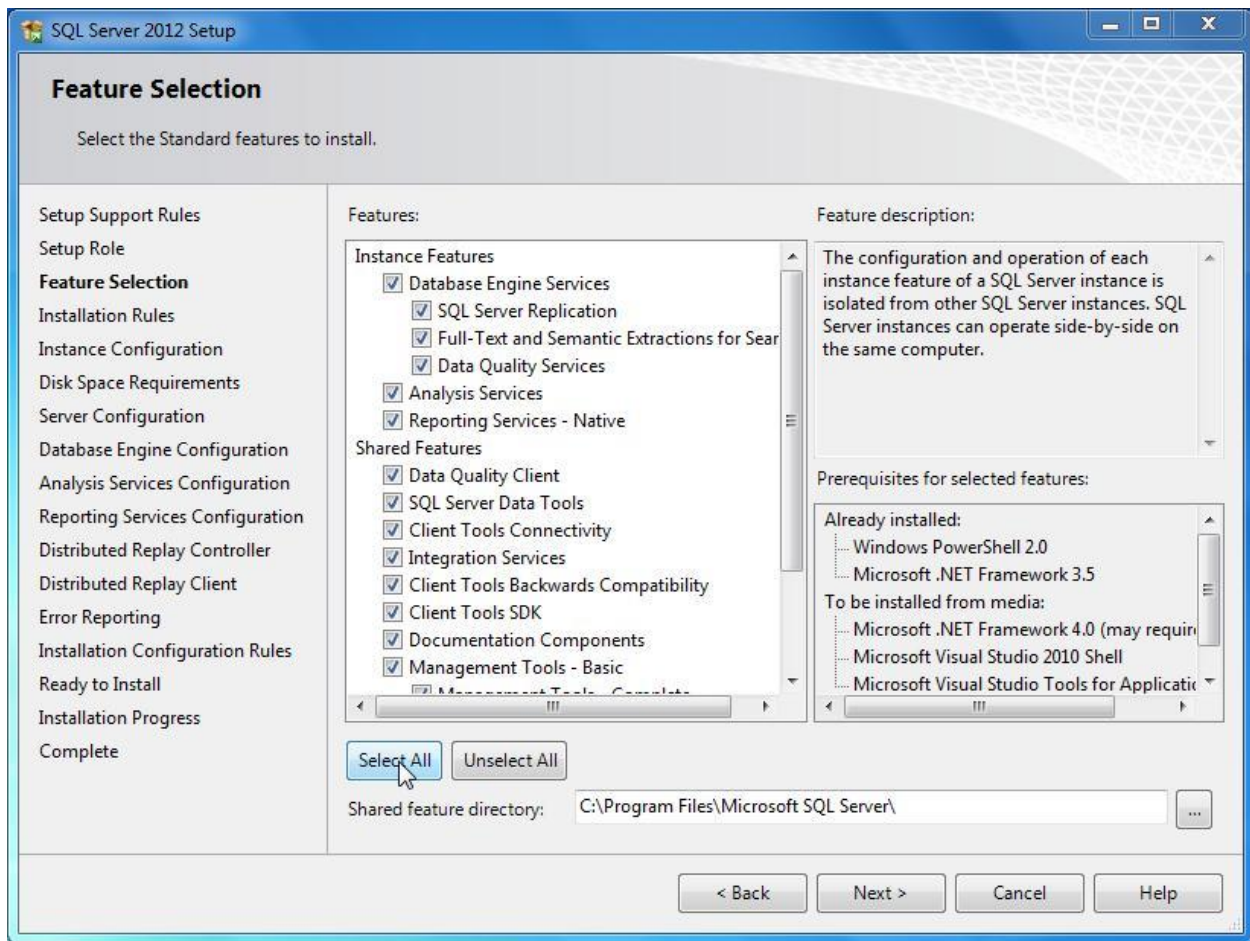 SQL Server 2012 Setup
Feature Selection
Select the Standard features to install.
Setup Support Rules
Setup Role
Feature Selection
Installation Rules
Instance Configuration
Disk Space Requirements
Server Configuration
Database Engine Configuration
Analysis Services Configuration
Reporting Services Configuration
Distributed Replay Controller
Distributed Replay Client
Error Reporting
Installation Configuration Rules
Ready to Install
Installation Progress
Complete
Features:
Instance Features
Database Engine Services
SQL Server Replication
Full-Text and Semantic Extractions for Sear
Data Quality Services
Analysis Services
Reporting Services - Native
Shared Features
Data Quality Client
SQL Server Data Tools
Client Tools Connectivity
Integration Services
Client Tools Backwards Compatibility
Client Tools SDK
Documentation Components
Management Tools - Basic
Management Tools - Complete
Feature description:
The configuration and operation of each
instance feature of a SQL Server instance is
isolated from other SQL Server instances. SQL
Server instances can operate side-by-side on
the same computer.
Prerequisites for selected features:
Already installed:
Windows PowerShell 2.0
Microsoft .NET Framework 3.5
To be installed from media:
Microsoft .NET Framework 4.0 (may require
Microsoft Visual Studio 2010 Shell
Microsoft Visual Studio Tools for Applicatic
Select All
Unselect All
Shared feature directory:
C:\Program Files\Microsoft SQL Server\
...
< Back
Next >
Cancel
Help